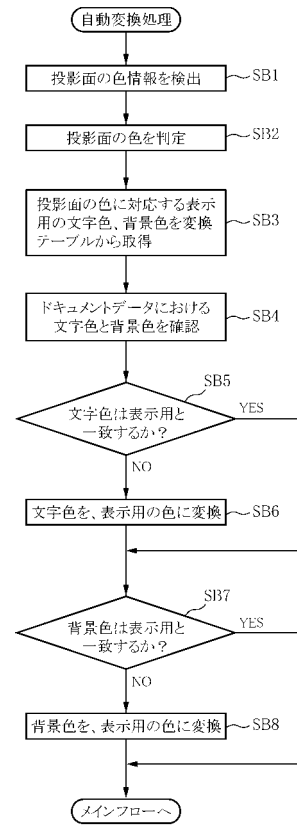 自動変換処理
投影面の色情報を検出
SB1
投影面の色を判定
SB2
投影面の色に対応する表示
用の文字色、背景色を変換
テーブルから取得
SB3
ドキュメントデータにおける
文字色と背景色を確認
SB4
SB5
文字色は表示用と
一致するか?
YES
NO
文字色を、表示用の色に変換
SB6
SB7
背景色は表示用と
一致するか?
YES
NO
背景色を、表示用の色に変換
SB8
メインフローへ